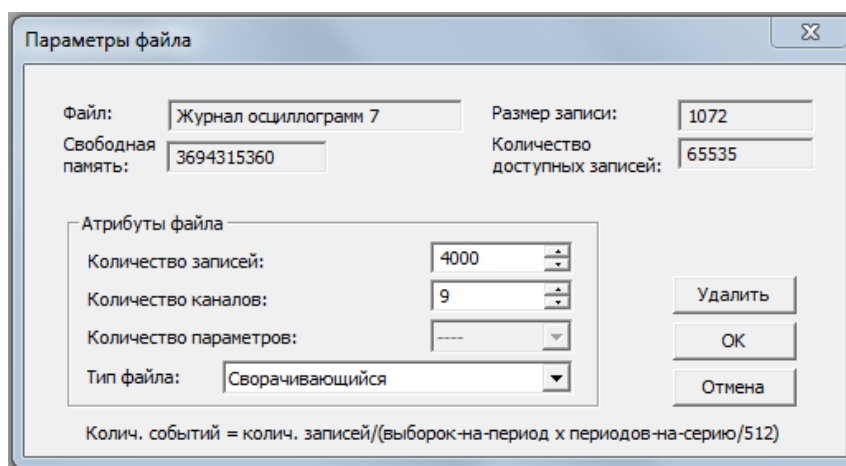 Параметры файла
Файл: Журнал осциллограмм 7 Размер записи: 1072
Свободная память: 3694315360 Количество доступных записей: 65535
Атрибуты файла
Количество записей: 4000
Количество каналов: 9 Удалить
Количество параметров: ---- OK
Тип файла: Сворачивающийся Отмена
Колич. событий = колич. записей/(выборок-на-период x периодов-на-серию/512)